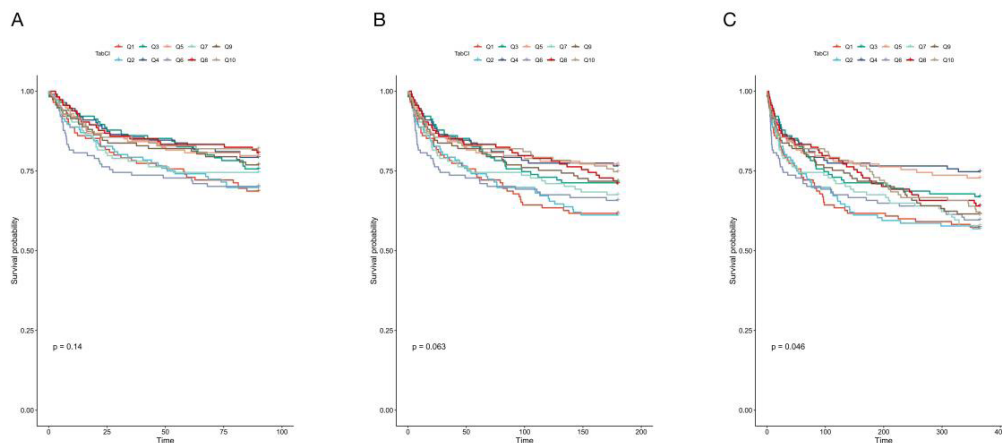 A
TabCl Q1 Q3 Q5 Q7 Q9
Q2 Q4 Q6 Q8 Q10
1.00
0.75
0.50
0.25
0.00
Survival probability
p = 0.14
0 25 50 75 100
Time
B
TabCl Q1 Q3 Q5 Q7 Q9
Q2 Q4 Q6 Q8 Q10
1.00
0.75
0.50
0.25
0.00
Survival probability
p = 0.063
0 50 100 150 200
Time
C
TabCl Q1 Q3 Q5 Q7 Q9
Q2 Q4 Q6 Q8 Q10
1.00
0.75
0.50
0.25
0.00
Survival probability
p = 0.046
0 100 200 300 40
Time